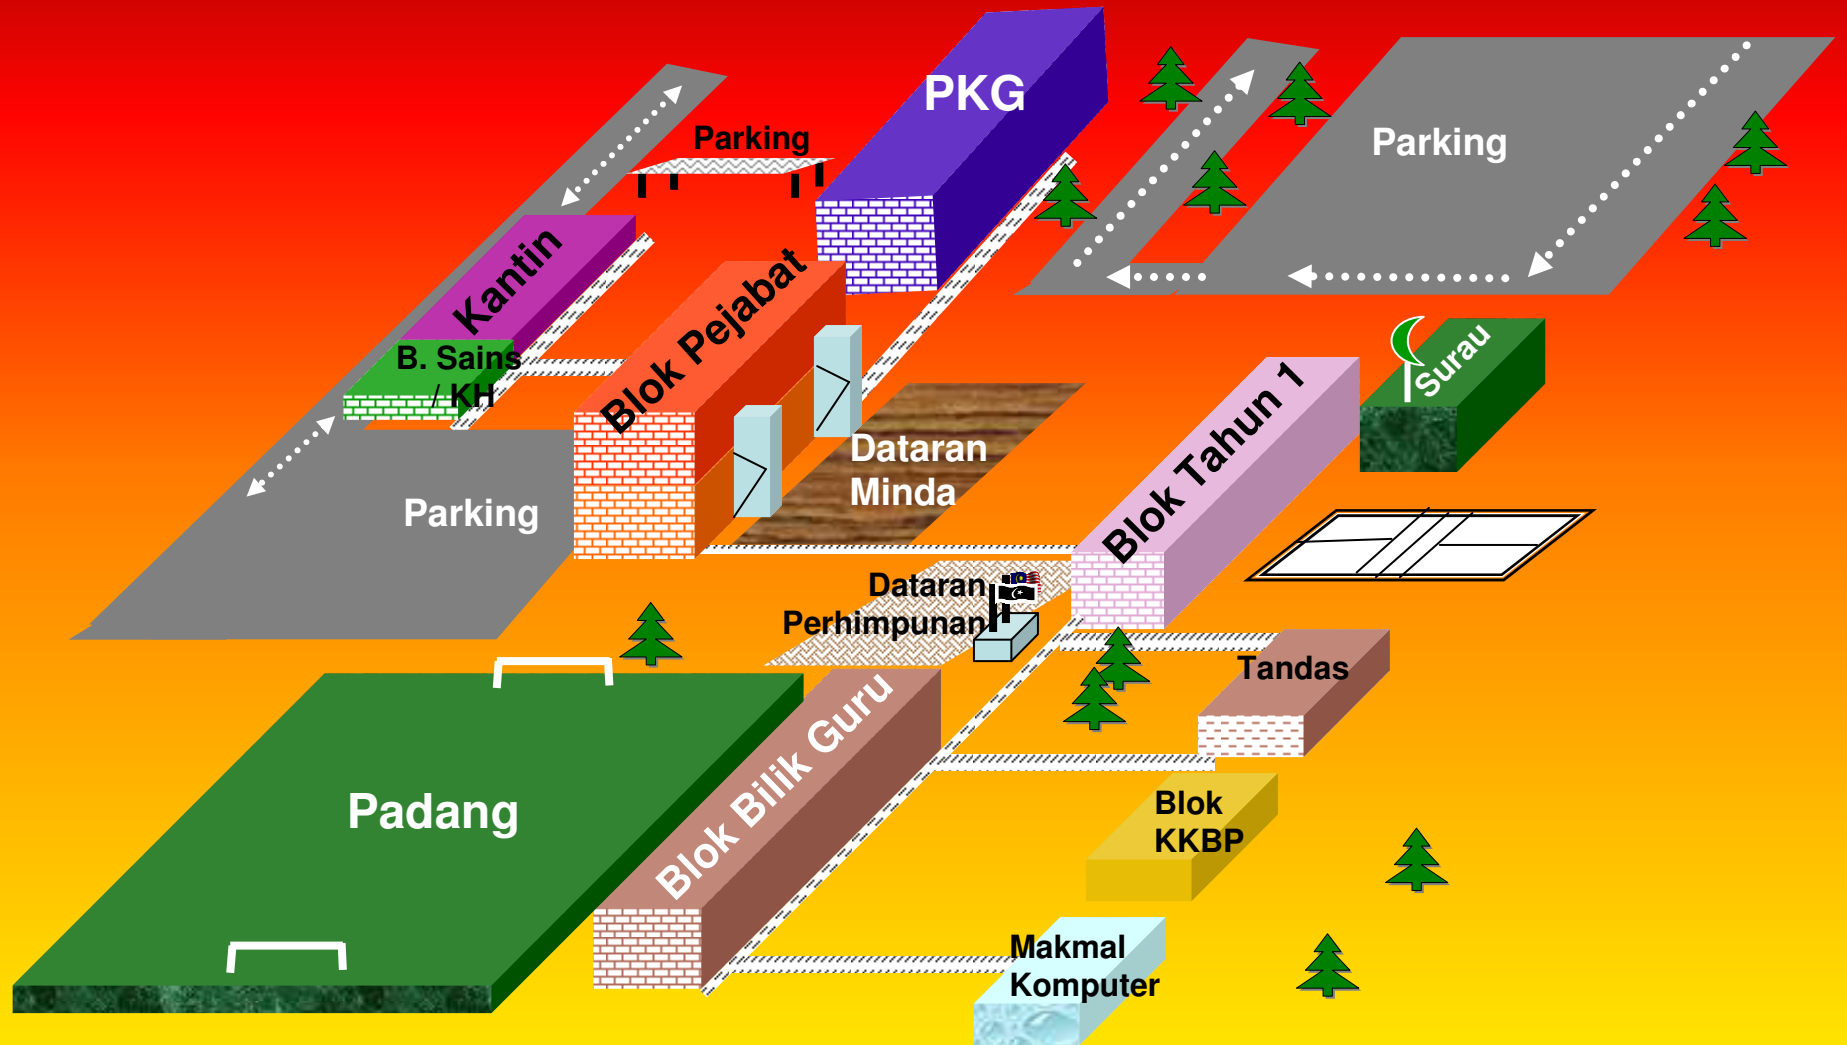 PKG
Parking
Parking
Kantin
B. Sains
/ KH
Blok Pejabat
Surau
Parking
Dataran
Minda
Blok Tahun 1
Dataran
Perhimpunan
Tandas
Padang
Blok Bilik Guru
Blok
KKBP
Makmal
Komputer